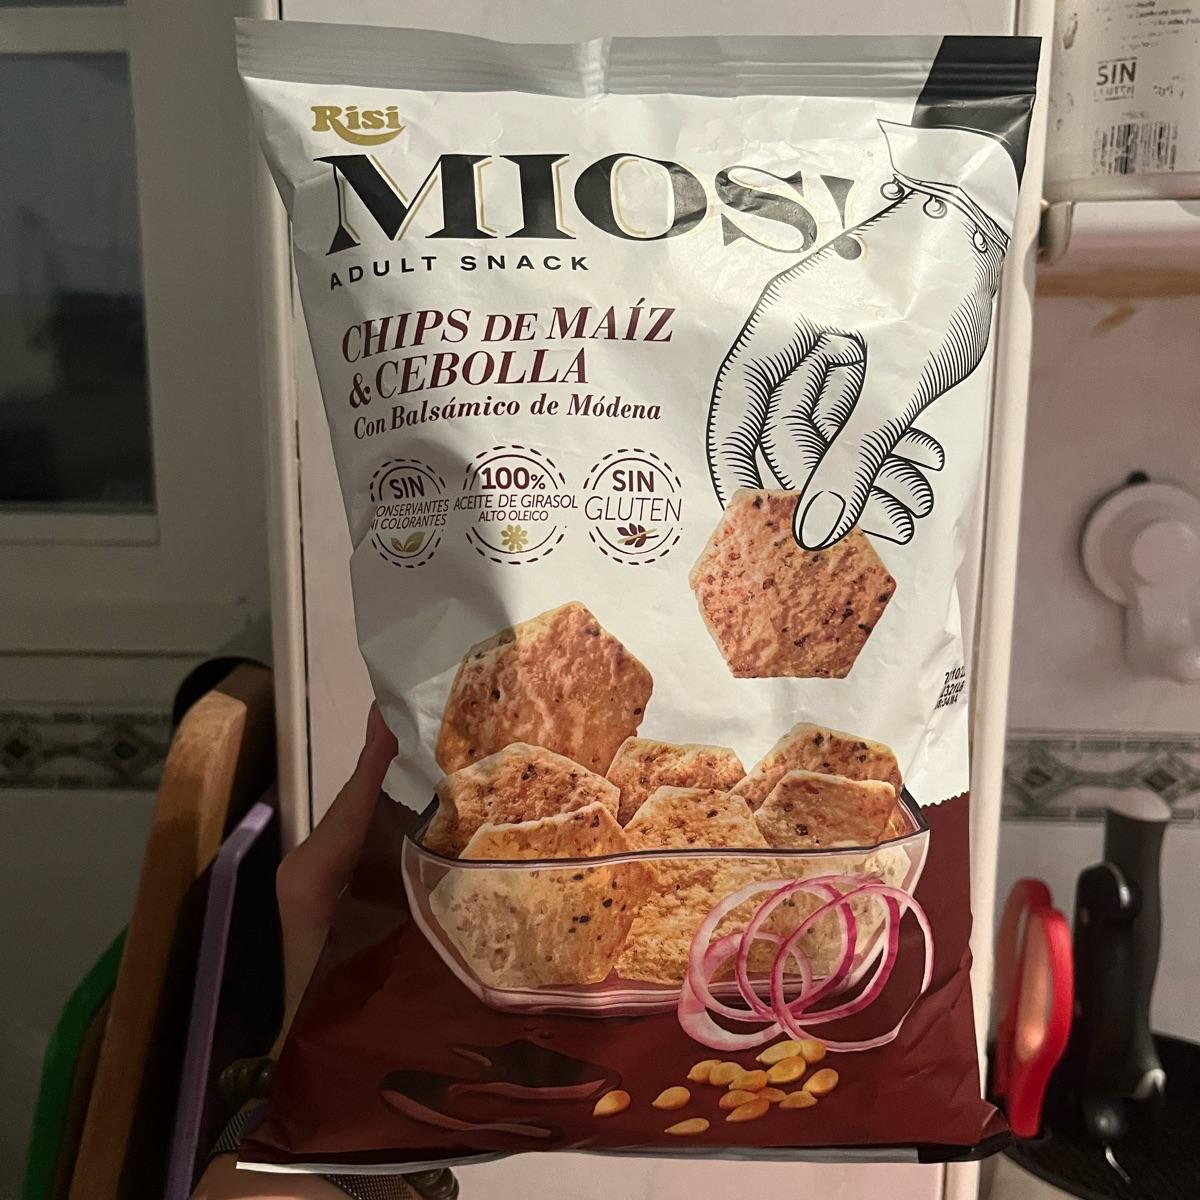 Risi
MIOS!
ADULT SNACK
CHIPS DE MAÍZ
& CEBOLLA
Con Balsámico de Módena
SIN
CONSERVANTES
NI COLORANTES
100%
ACEITE DE GIRASOL
ALTO OLEICO
SIN
GLUTEN
SIN
GLUTEN